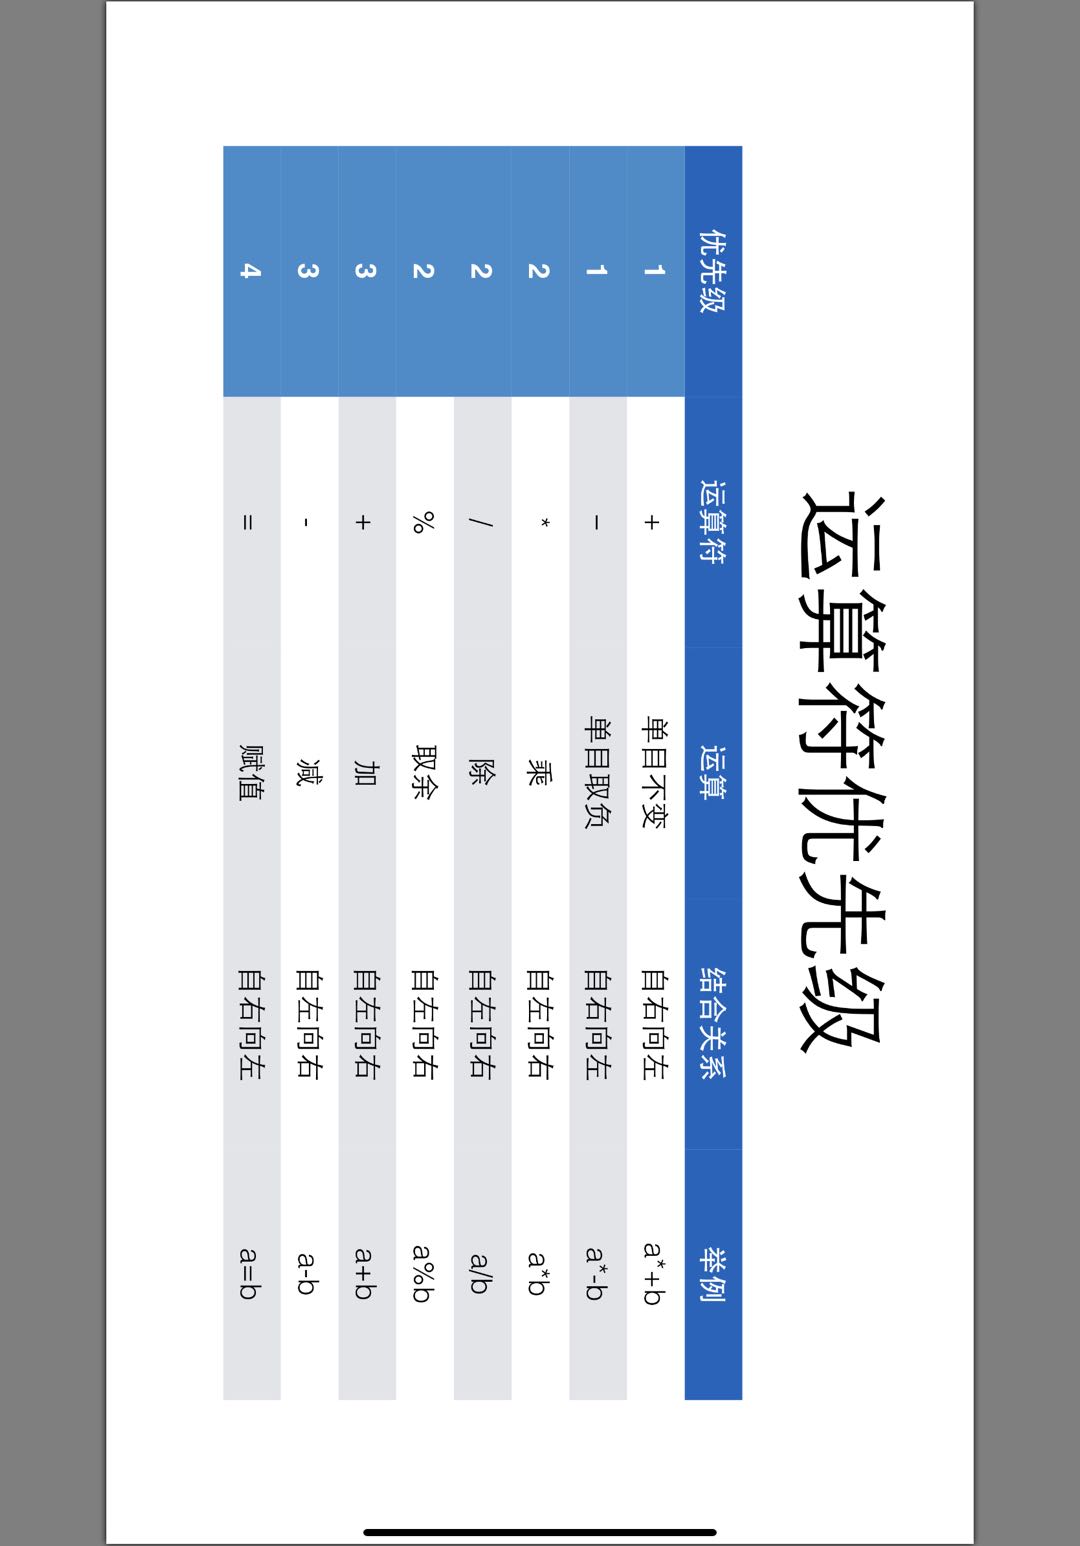 运算符优先级
优先级 运算符 运算 结合关系 举例
1 + 单目不变 自右向左 a*+b
1 - 单目取负 自右向左 a*-b
2 * 乘 自左向右 a*b
2 / 除 自左向右 a/b
2 % 取余 自左向右 a%b
3 + 加 自左向右 a+b
3 - 减 自左向右 a-b
4 = 赋值 自右向左 a=b